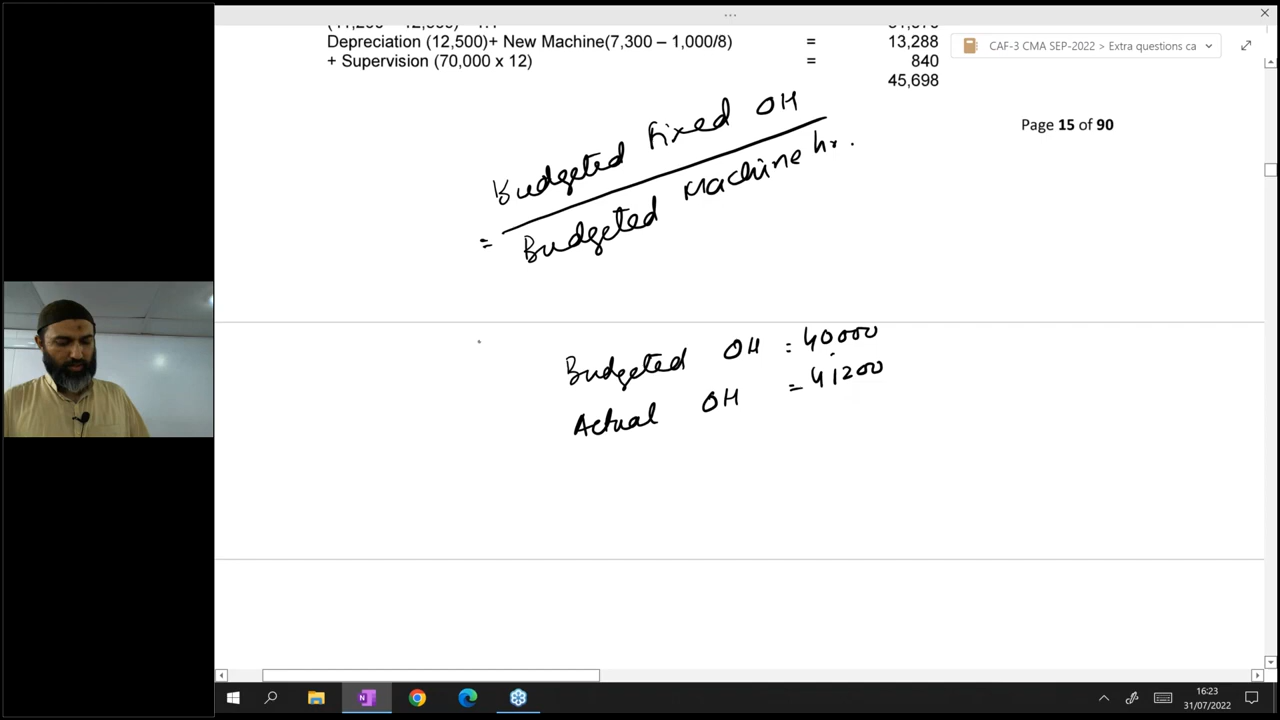 Depreciation (12,500)+ New Machine(7,300 – 1,000/8) = 13,288
+ Supervision (70,000 x 12) = 840
45,698
CAF-3 CMA SEP-2022 > Extra questions ca
Page 15 of 90
Budgeted Fixed OH
= Budgeted Machine hr.
Budgeted OH = 40000
Actual OH = 41200
16:23
31/07/2022